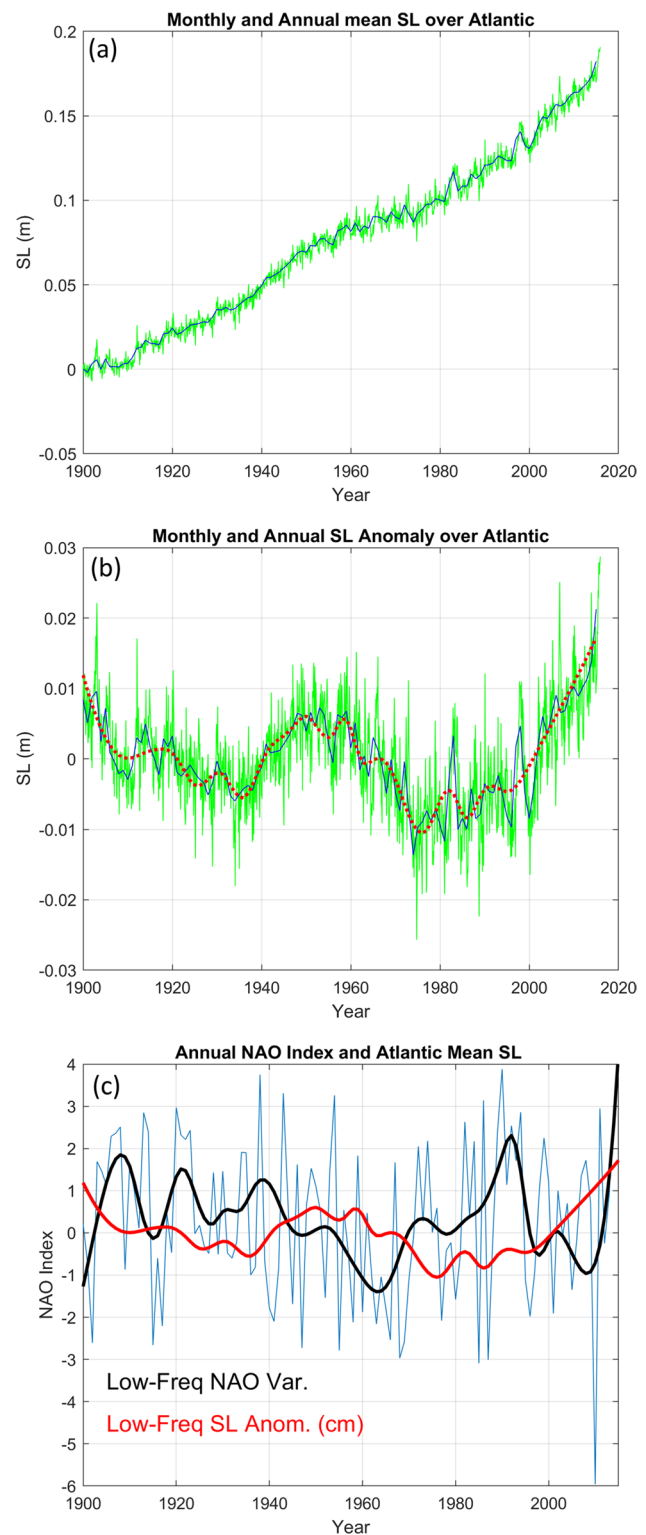 Monthly and Annual mean SL over Atlantic
(a)
0.2
0.15
0.1
0.05
0
-0.05
SL (m)
1900 1920 1940 1960 1980 2000 2020
Year
Monthly and Annual SL Anomaly over Atlantic
(b)
0.03
0.02
0.01
0
-0.01
-0.02
-0.03
SL (m)
1900 1920 1940 1960 1980 2000 2020
Year
Annual NAO Index and Atlantic Mean SL
(c)
4
3
2
1
0
-1
-2
-3
-4
-5
-6
NAO Index
Low-Freq NAO Var.
Low-Freq SL Anom. (cm)
1900 1920 1940 1960 1980 2000
Year